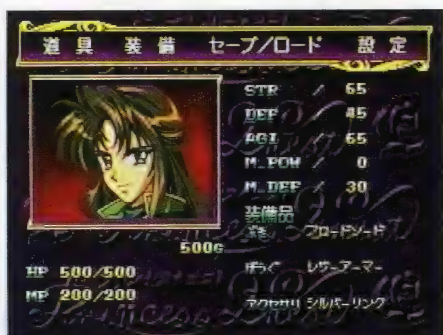 道具 装備 セーブ/ロード 設定
STR / 65
DEF / 45
AGI / 65
M_POW / 0
M_DEF / 30
装備品
ぶき ブロードソード
500G
HP 500/500
ぼうぐ レザーアーマー
MP 200/200
アクセサリ シルバーリング